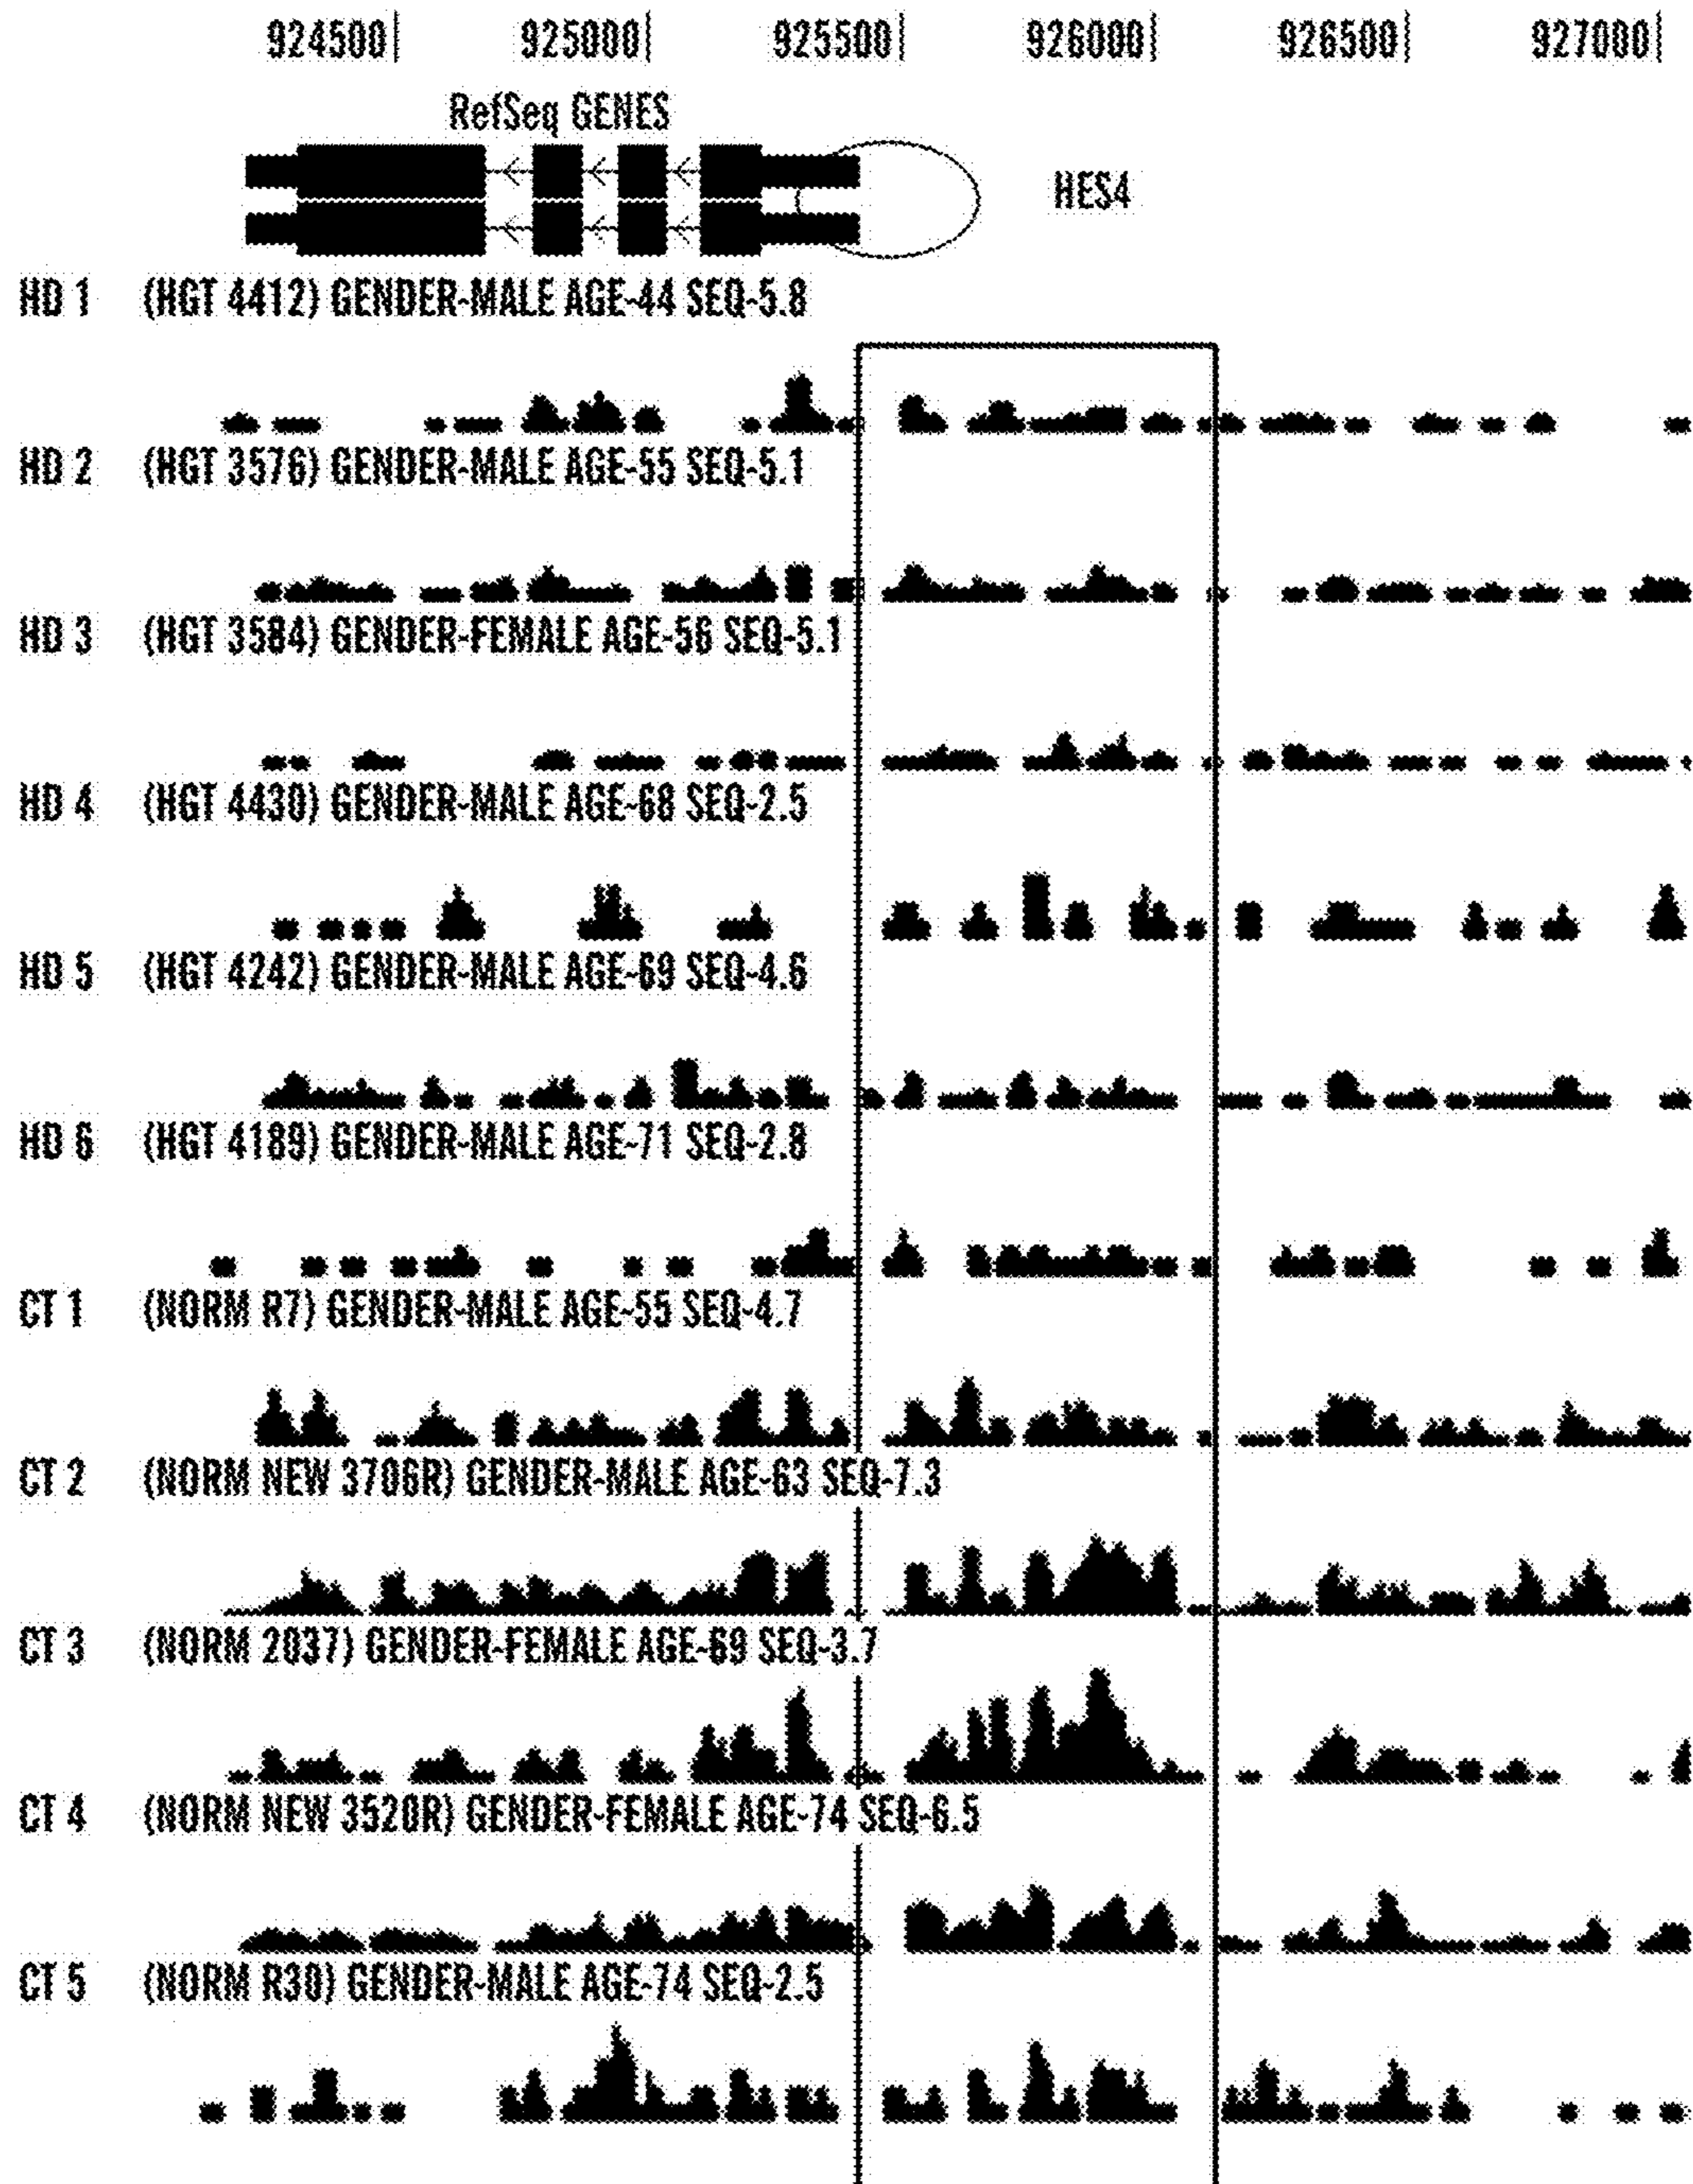 924500| 925000| 925500| 926000| 926500| 927000|
RefSeq GENES
HES4
HD 1 (HGT 4412) GENDER-MALE AGE-44 SEQ-5.8
HD 2 (HGT 3576) GENDER-MALE AGE-55 SEQ-5.1
HD 3 (HGT 3584) GENDER-FEMALE AGE-56 SEQ-5.1
HD 4 (HGT 4430) GENDER-MALE AGE-68 SEQ-2.5
HD 5 (HGT 4242) GENDER-MALE AGE-69 SEQ-4.6
HD 6 (HGT 4189) GENDER-MALE AGE-71 SEQ-2.8
CT 1 (NORM R7) GENDER-MALE AGE-55 SEQ-4.7
CT 2 (NORM NEW 3706R) GENDER-MALE AGE-63 SEQ-7.3
CT 3 (NORM 2037) GENDER-FEMALE AGE-69 SEQ-3.7
CT 4 (NORM NEW 3520R) GENDER-FEMALE AGE-74 SEQ-6.5
CT 5 (NORM R30) GENDER-MALE AGE-74 SEQ-2.5